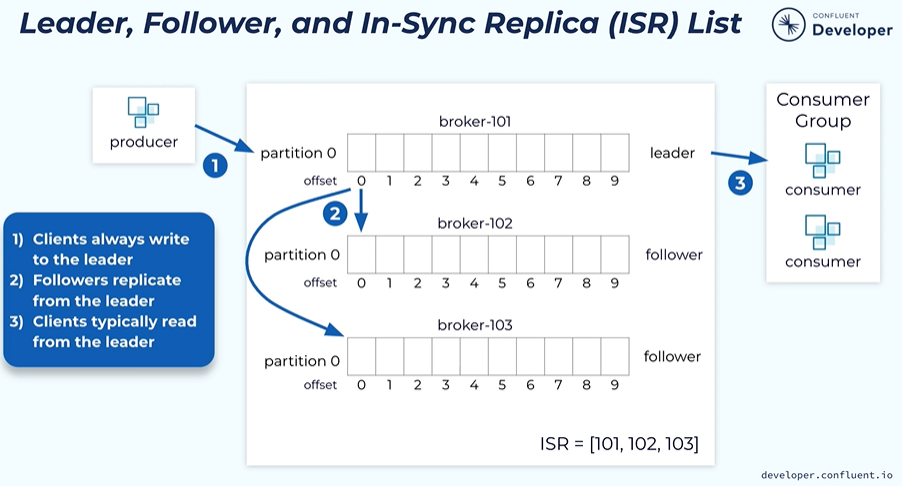 Leader, Follower, and In-Sync Replica (ISR) List
CONFLUENT
Developer
producer
1
broker-101
partition 0
leader
offset 0 1 2 3 4 5 6 7 8 9
2
broker-102
partition 0
follower
offset 0 1 2 3 4 5 6 7 8 9
broker-103
partition 0
follower
offset 0 1 2 3 4 5 6 7 8 9
ISR = [101, 102, 103]
3
Consumer
Group
consumer
consumer
1) Clients always write
to the leader
2) Followers replicate
from the leader
3) Clients typically read
from the leader
developer.confluent.io